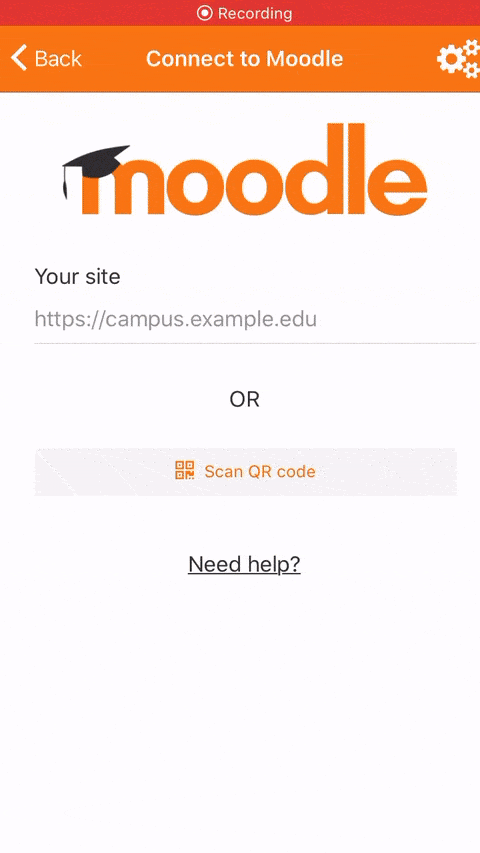 Recording
Back
Connect to Moodle
moodle
Your site
https://campus.example.edu
OR
Scan QR code
Need help?